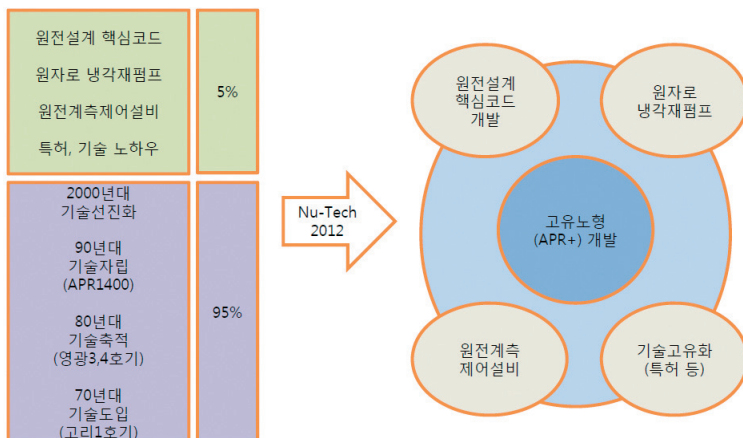 원전설계 핵심코드
원자로 냉각재펌프
원전계측제어설비
특허, 기술 노하우
5%
2000년대
기술선진화
90년대
기술자립
(APR1400)
80년대
기술축적
(영광3,4호기)
70년대
기술도입
(고리1호기)
95%
Nu-Tech
2012
원전설계
핵심코드
개발
원자로
냉각재펌프
고유노형
(APR+) 개발
원전계측
제어설비
기술고유화
(특허 등)